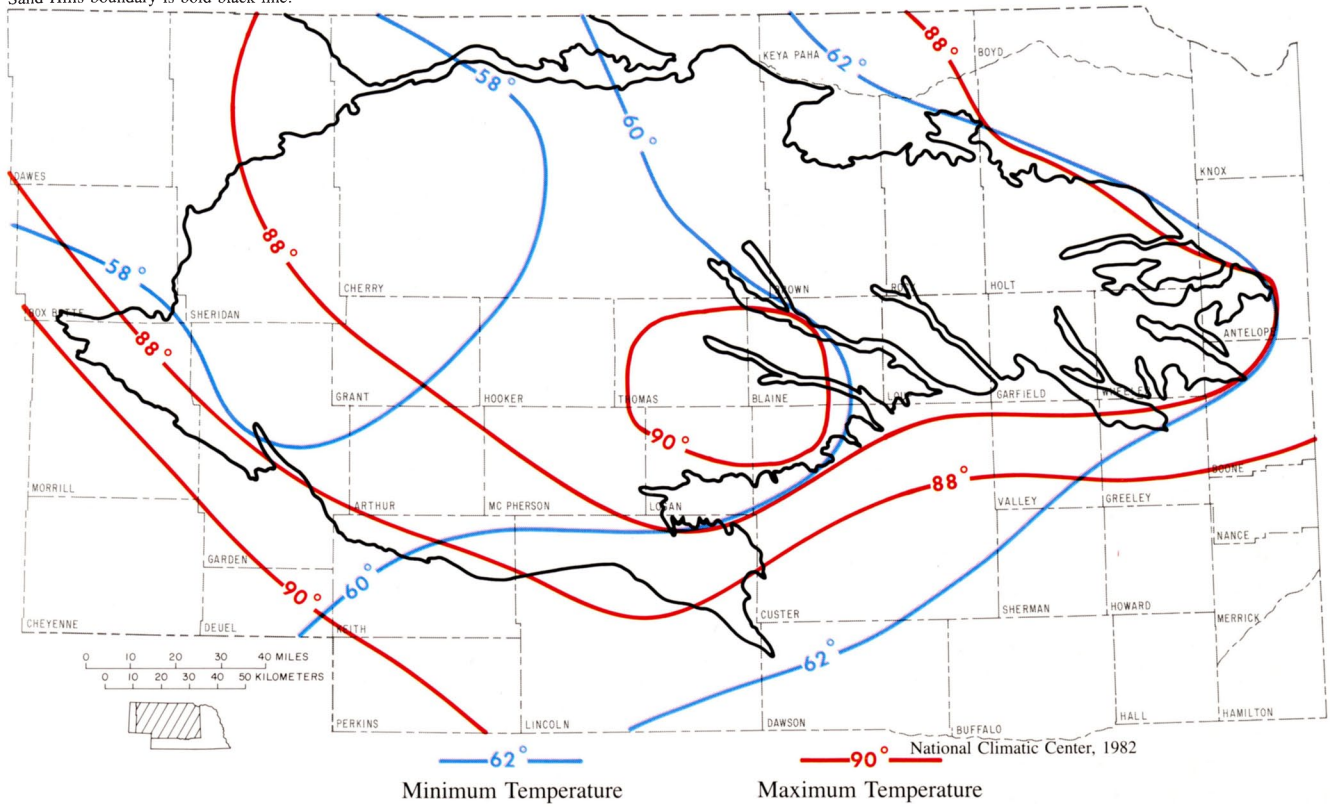 Sand Hills boundary is bold black line.
88°
KEYA PAHA
BOYD
62°
58°
60°
DAWES
KNOX
88°
58°
CHERRY
BROWN
ROCK
HOLT
BOX BUTTE
SHERIDAN
88°
ANTELOPE
GRANT
HOOKER
THOMAS
BLAINE
LOUP
GARFIELD
WHEELER
90°
BOONE
88°
MORRILL
ARTHUR
MC PHERSON
LOGAN
VALLEY
GREELEY
NANCE
GARDEN
60°
90°
CUSTER
SHERMAN
HOWARD
MERRICK
CHEYENNE
DEUEL
KEITH
62°
0 10 20 30 40 MILES
0 10 20 30 40 50 KILOMETERS
PERKINS
LINCOLN
DAWSON
BUFFALO
HALL
HAMILTON
National Climatic Center, 1982
62°
90°
Minimum Temperature
Maximum Temperature